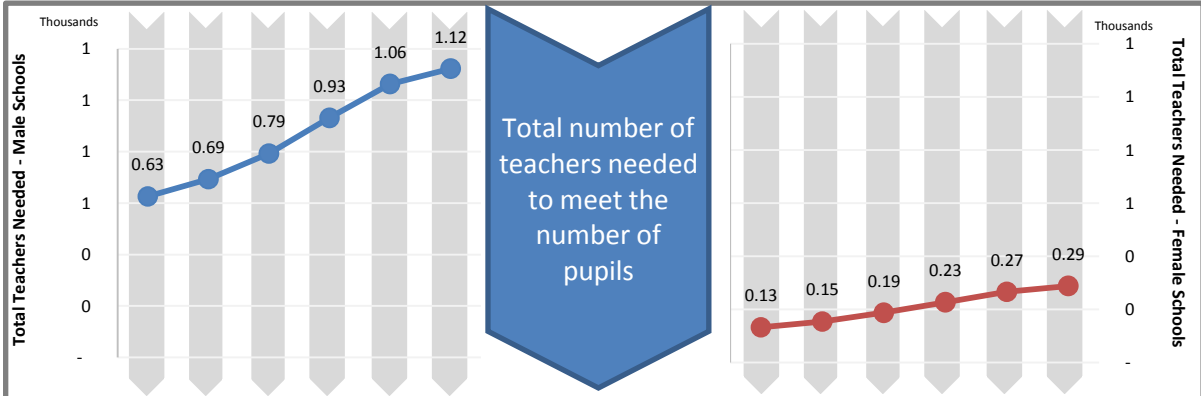 Thousands
Total Teachers Needed - Male Schools
1
1
1
1
0
0
-
0.63
0.69
0.79
0.93
1.06
1.12
Total number of
teachers needed
to meet the
number of
pupils
0.13
0.15
0.19
0.23
0.27
0.29
Thousands
1
1
1
1
0
0
-
Total Teachers Needed - Female Schools